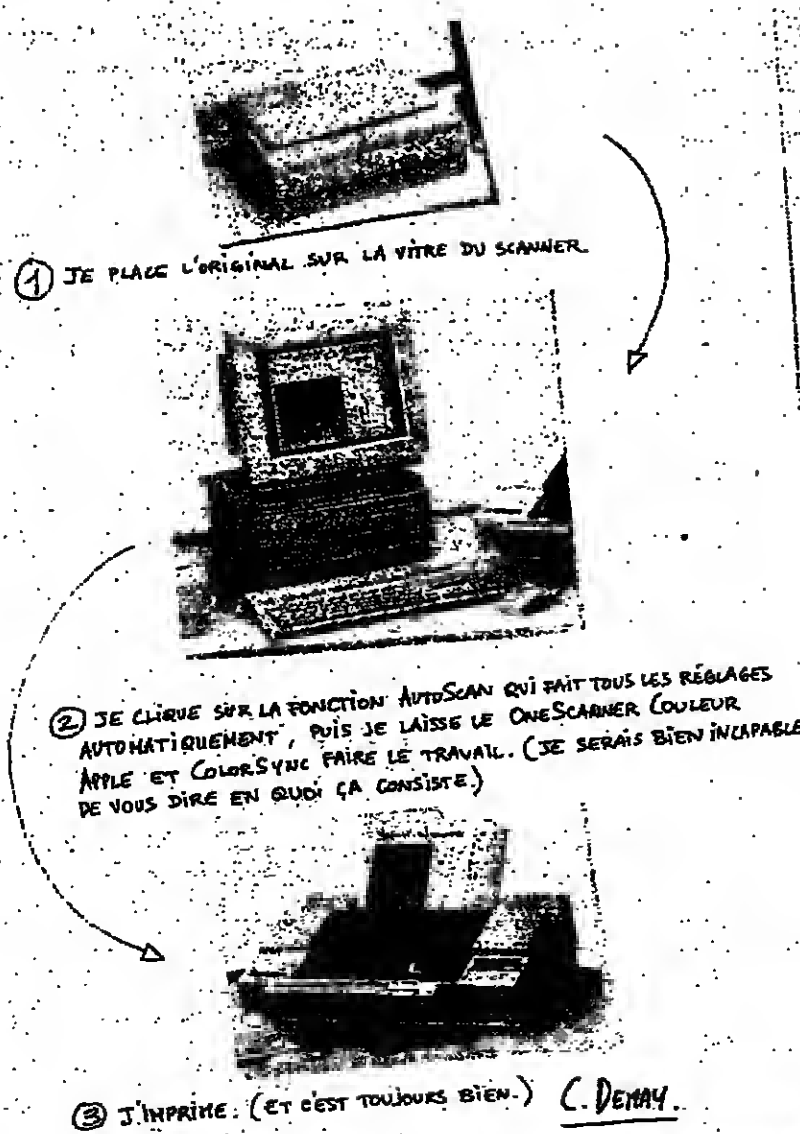 ① JE PLACE L'ORIGINAL SUR LA VITRE DU SCANNER
② JE CLIQUE SUR LA FONCTION AUTOSCAN QUI FAIT TOUS LES RÉGLAGES
AUTOMATIQUEMENT, PUIS JE LAISSE LE ONESCANNER COULEUR
APPLE ET COLORSYNC FAIRE LE TRAVAIL. (JE SERAIS BIEN INCAPABLE
DE VOUS DIRE EN QUOI ÇA CONSISTE.)
③ J'IMPRIME. (ET C'EST TOUJOURS BIEN.) C. DEMAY.